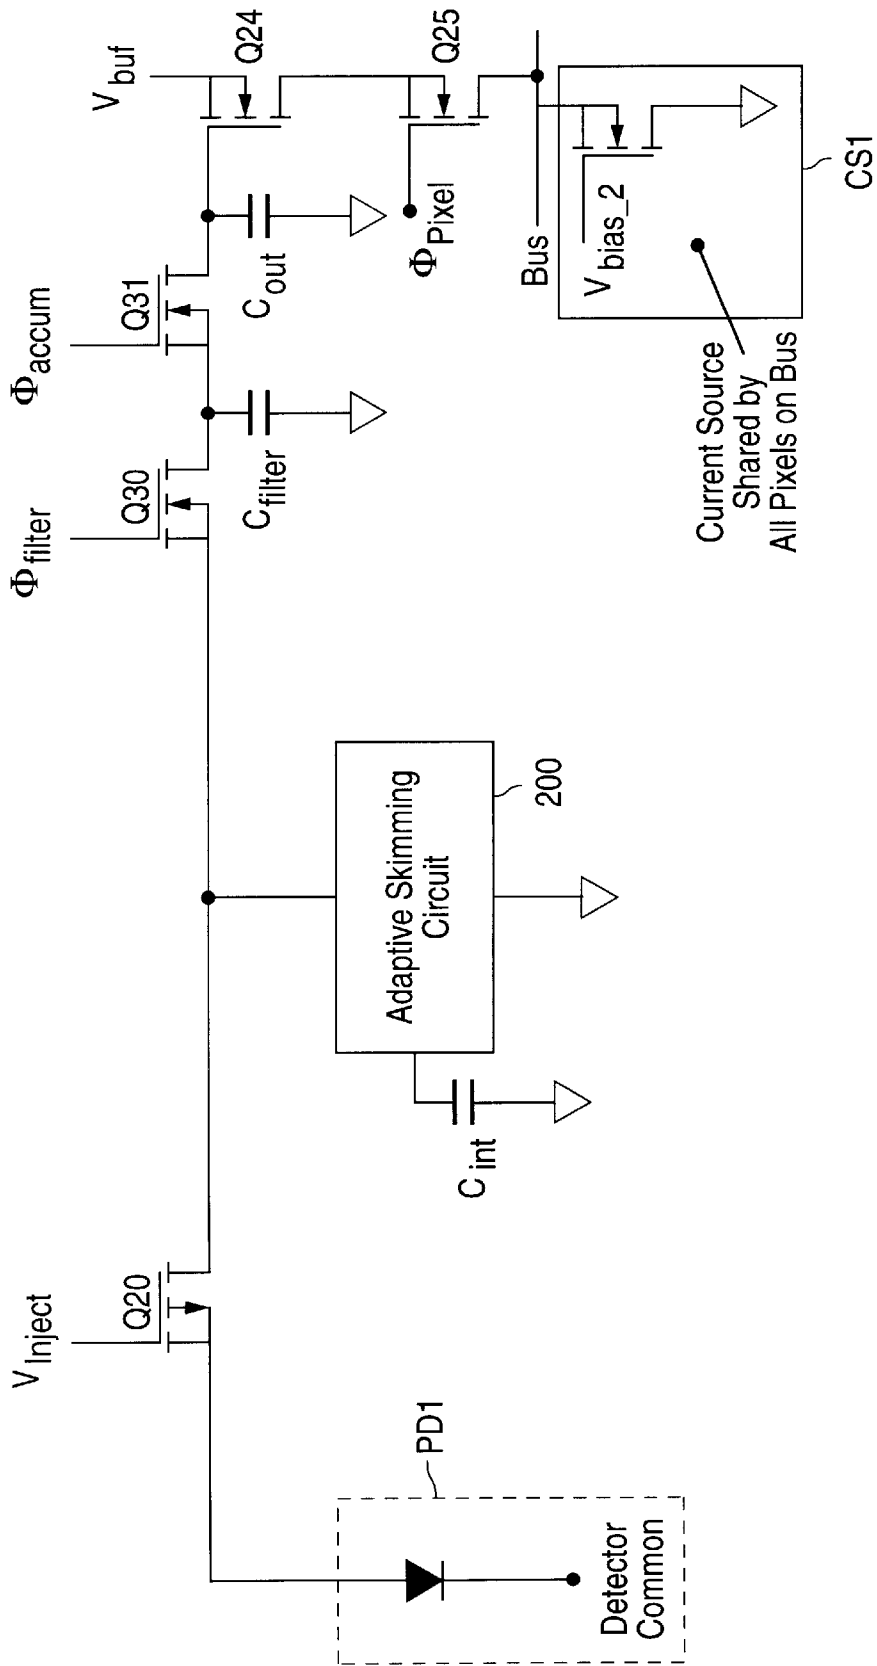 V_Inject
Q20
PD1
Detector
Common
C_int
Adaptive Skimming
Circuit
200
Φ_filter
Q30
C_filter
Φ_accum
Q31
C_out
V_buf
Q24
Q25
Φ_Pixel
Bus
V_bias_2
CS1
Current Source
Shared by
All Pixels on Bus